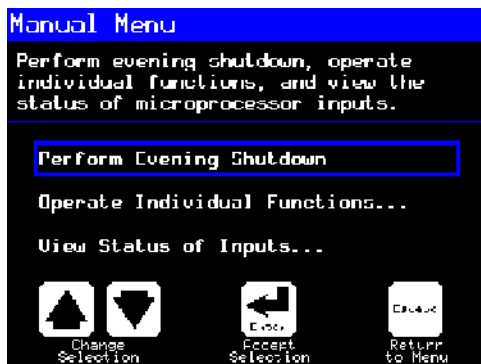 Manual Menu
Perform evening shutdown, operate
individual functions, and view the
status of microprocessor inputs.
Perform Evening Shutdown
Operate Individual Functions...
View Status of Inputs...
Enter
Escape
Change
Selection
Accept
Selection
Return
to Menu